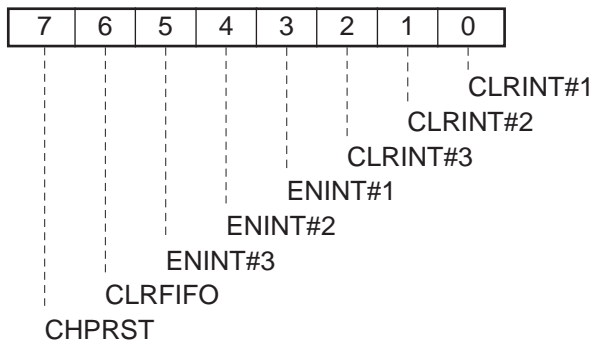 7 6 5 4 3 2 1 0
CLRINT#1
CLRINT#2
CLRINT#3
ENINT#1
ENINT#2
ENINT#3
CLRFIFO
CHPRST